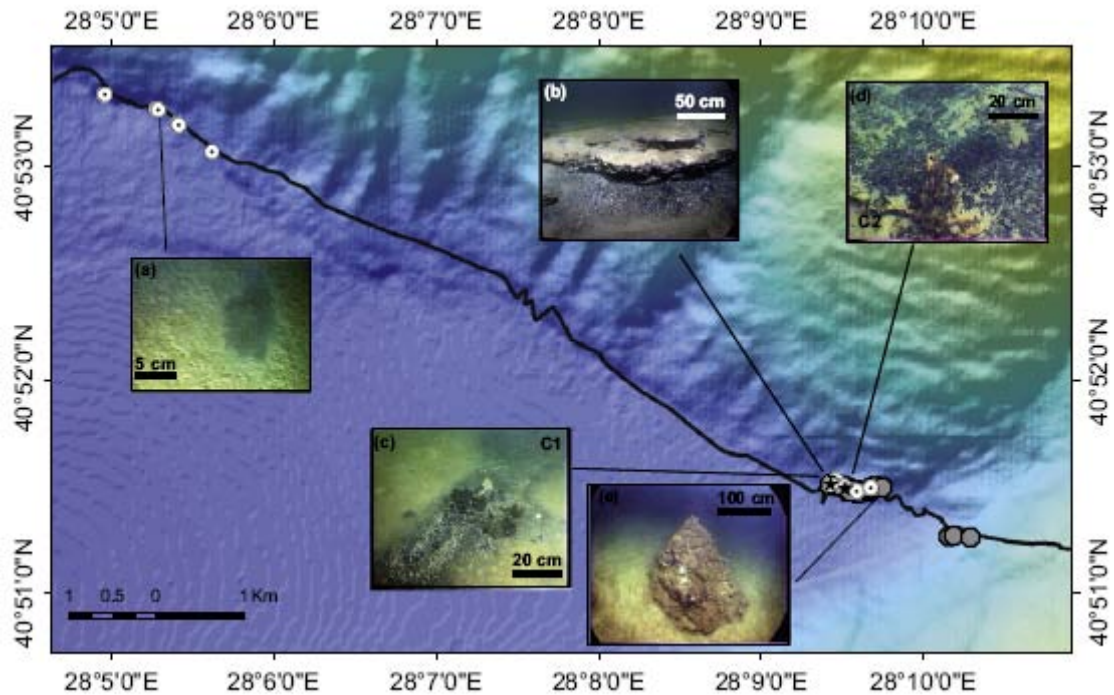 28°5'0"E 28°6'0"E 28°7'0"E 28°8'0"E 28°9'0"E 28°10'0"E
40°53'0"N
40°52'0"N
40°51'0"N
(a)
5 cm
(b)
50 cm
(d)
20 cm
C2
(c)
C1
20 cm
(e)
100 cm
1 0.5 0 1 Km
40°53'0"N
40°52'0"N
40°51'0"N
28°5'0"E 28°6'0"E 28°7'0"E 28°8'0"E 28°9'0"E 28°10'0"E